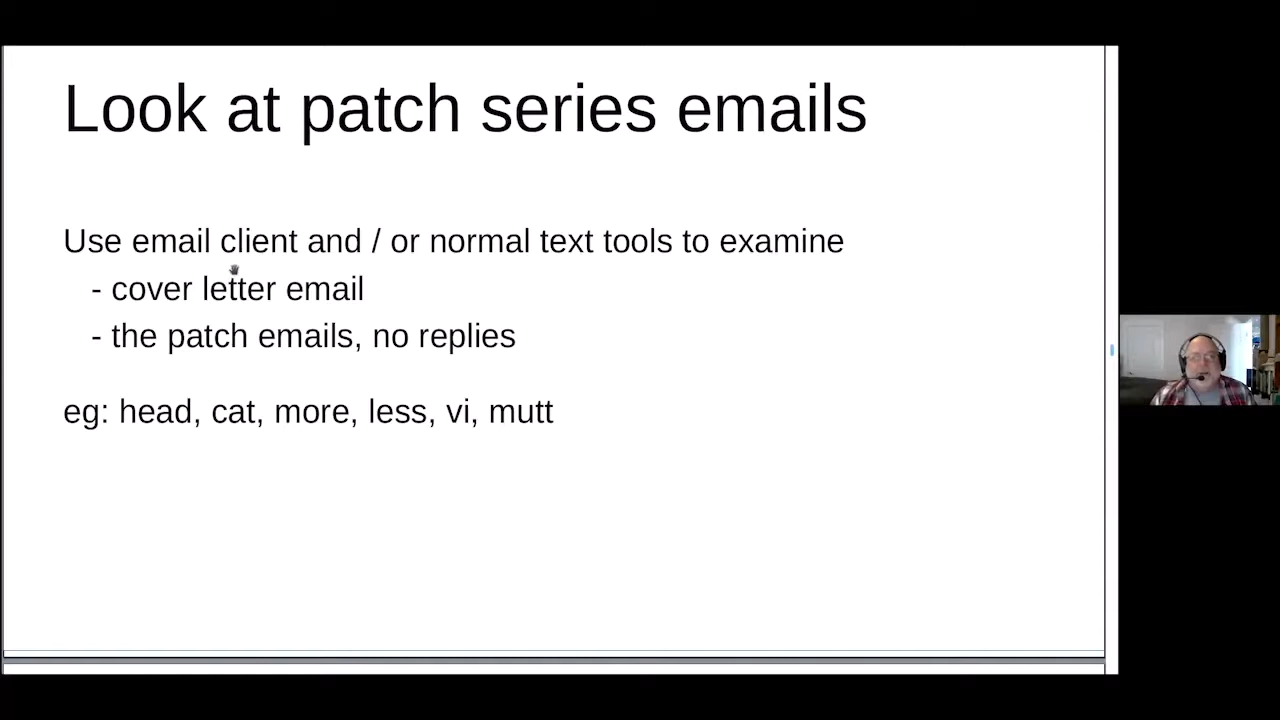 Look at patch series emails
Use email client and / or normal text tools to examine
- cover letter email
- the patch emails, no replies
eg: head, cat, more, less, vi, mutt